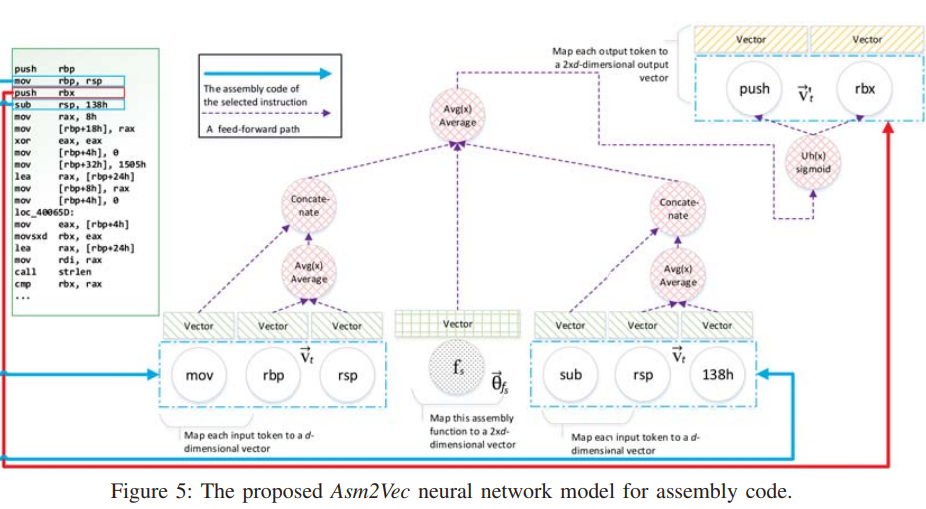 push rbp
mov rbp, rsp
push rbx
sub rsp, 138h
mov rax, 8h
mov [rbp+18h], rax
xor eax, eax
mov [rbp+4h], 0
mov [rbp+32h], 1505h
lea rax, [rbp+24h]
mov [rbp+8h], rax
mov [rbp+4h], 0
loc_40065D:
mov eax, [rbp+4h]
movsxd rbx, eax
lea rax, [rbp+24h]
mov rdi, rax
call strlen
cmp rbx, rax
...
The assembly code of
the selected instruction
A feed-forward path
Avg(x)
Average
Map each output token to
a 2xd-dimensional output
vector
Vector
Vector
push
v⃗t
rbx
Uh(x)
sigmoid
Concate-
nate
Avg(x)
Average
Concate-
nate
Avg(x)
Average
Vector
Vector
Vector
Vector
Vector
Vector
Vector
mov
rbp
v⃗t
rsp
fs
θ⃗fs
sub
rsp
v⃗t
138h
Map each input token to a d-
dimensional vector
Map this assembly
function to a 2xd-
dimensional vector
Map each input token to a d-
dimensional vector
Figure 5: The proposed Asm2Vec neural network model for assembly code.